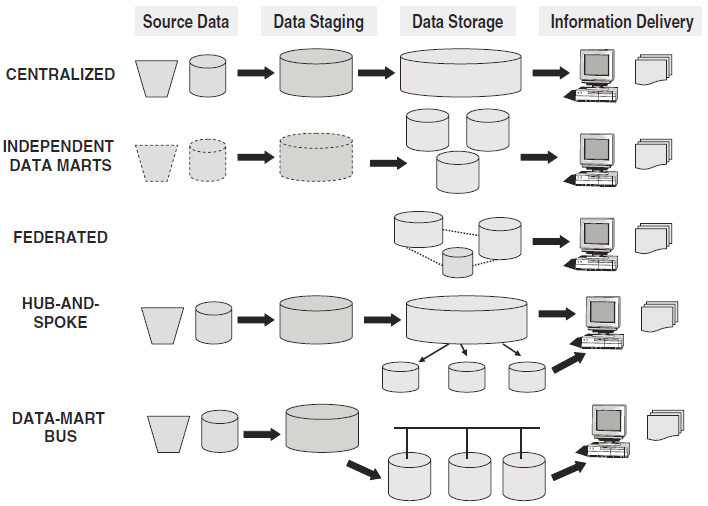 Source Data
Data Staging
Data Storage
Information Delivery
CENTRALIZED
INDEPENDENT
DATA MARTS
FEDERATED
HUB-AND-
SPOKE
DATA-MART
BUS